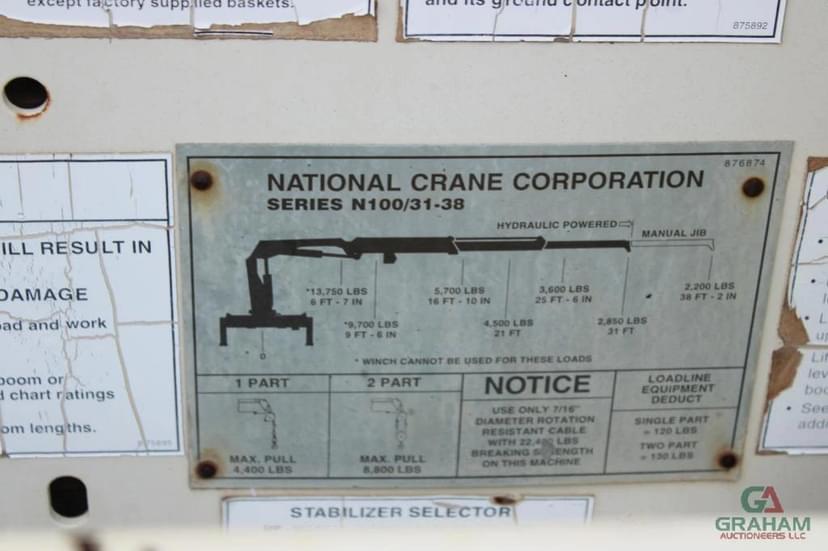 except factory supplied baskets.
and its ground contact point.
875892
ILL RESULT IN
DAMAGE
oad and work
boom or
d chart ratings
om lengths.
875895
876874
NATIONAL CRANE CORPORATION
SERIES N100/31-38
HYDRAULIC POWERED
MANUAL JIB
*13,750 LBS
6 FT - 7 IN
*9,700 LBS
9 FT - 6 IN
5,700 LBS
16 FT - 10 IN
4,500 LBS
21 FT
3,600 LBS
25 FT - 6 IN
2,850 LBS
31 FT
2,200 LBS
38 FT - 2 IN
0
* WINCH CANNOT BE USED FOR THESE LOADS
1 PART
MAX. PULL
4,400 LBS
2 PART
MAX. PULL
8,800 LBS
NOTICE
USE ONLY 7/16"
DIAMETER ROTATION
RESISTANT CABLE
WITH 22,400 LBS
BREAKING STRENGTH
ON THIS MACHINE
LOADLINE
EQUIPMENT
DEDUCT
SINGLE PART
= 120 LBS
TWO PART
= 130 LBS
STABILIZER SELECTOR
• L
up
Lif
lev
boo
• See
add
GA
GRAHAM
AUCTIONEERS LLC